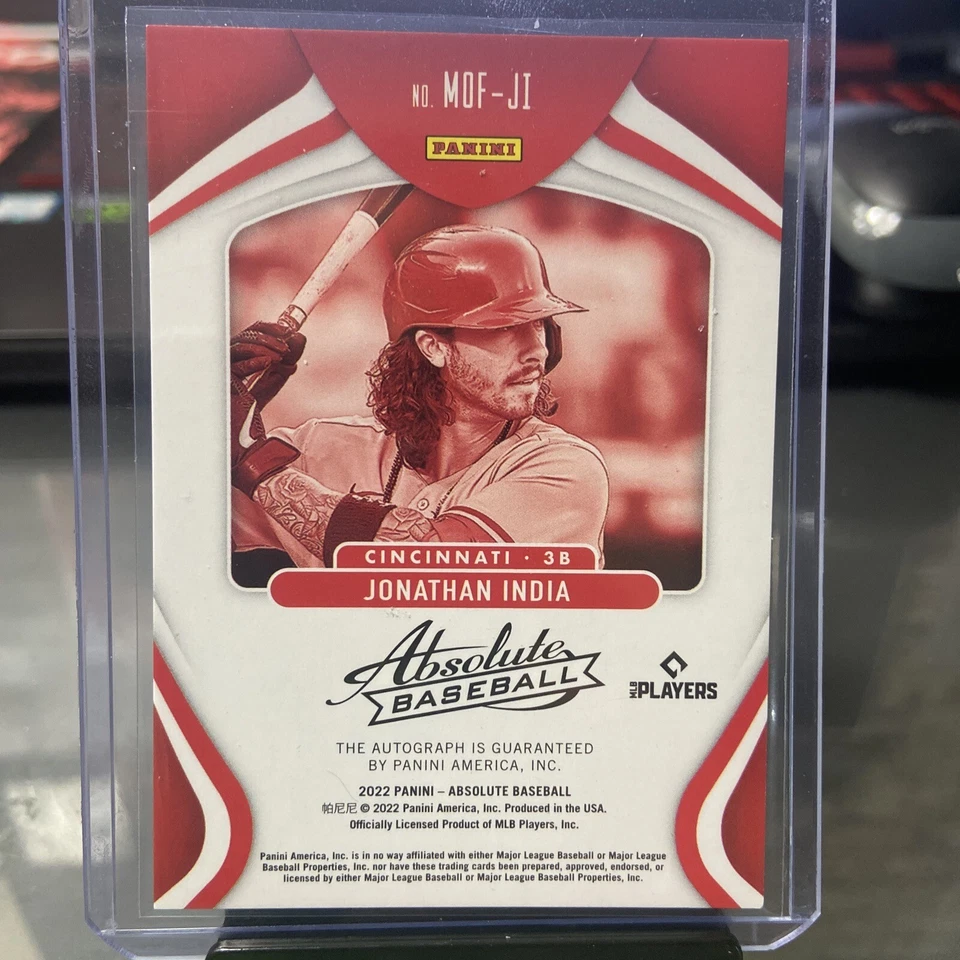 NO. MOF-JI
PANINI
CINCINNATI · 3B
JONATHAN INDIA
Absolute
BASEBALL
MLB PLAYERS
THE AUTOGRAPH IS GUARANTEED
BY PANINI AMERICA, INC.
2022 PANINI – ABSOLUTE BASEBALL
帕尼尼 © 2022 Panini America, Inc. Produced in the USA.
Officially Licensed Product of MLB Players, Inc.
Panini America, Inc. is in no way affiliated with either Major League Baseball or Major League
Baseball Properties, Inc. nor have these trading cards been prepared, approved, endorsed, or
licensed by either Major League Baseball or Major League Baseball Properties, Inc.